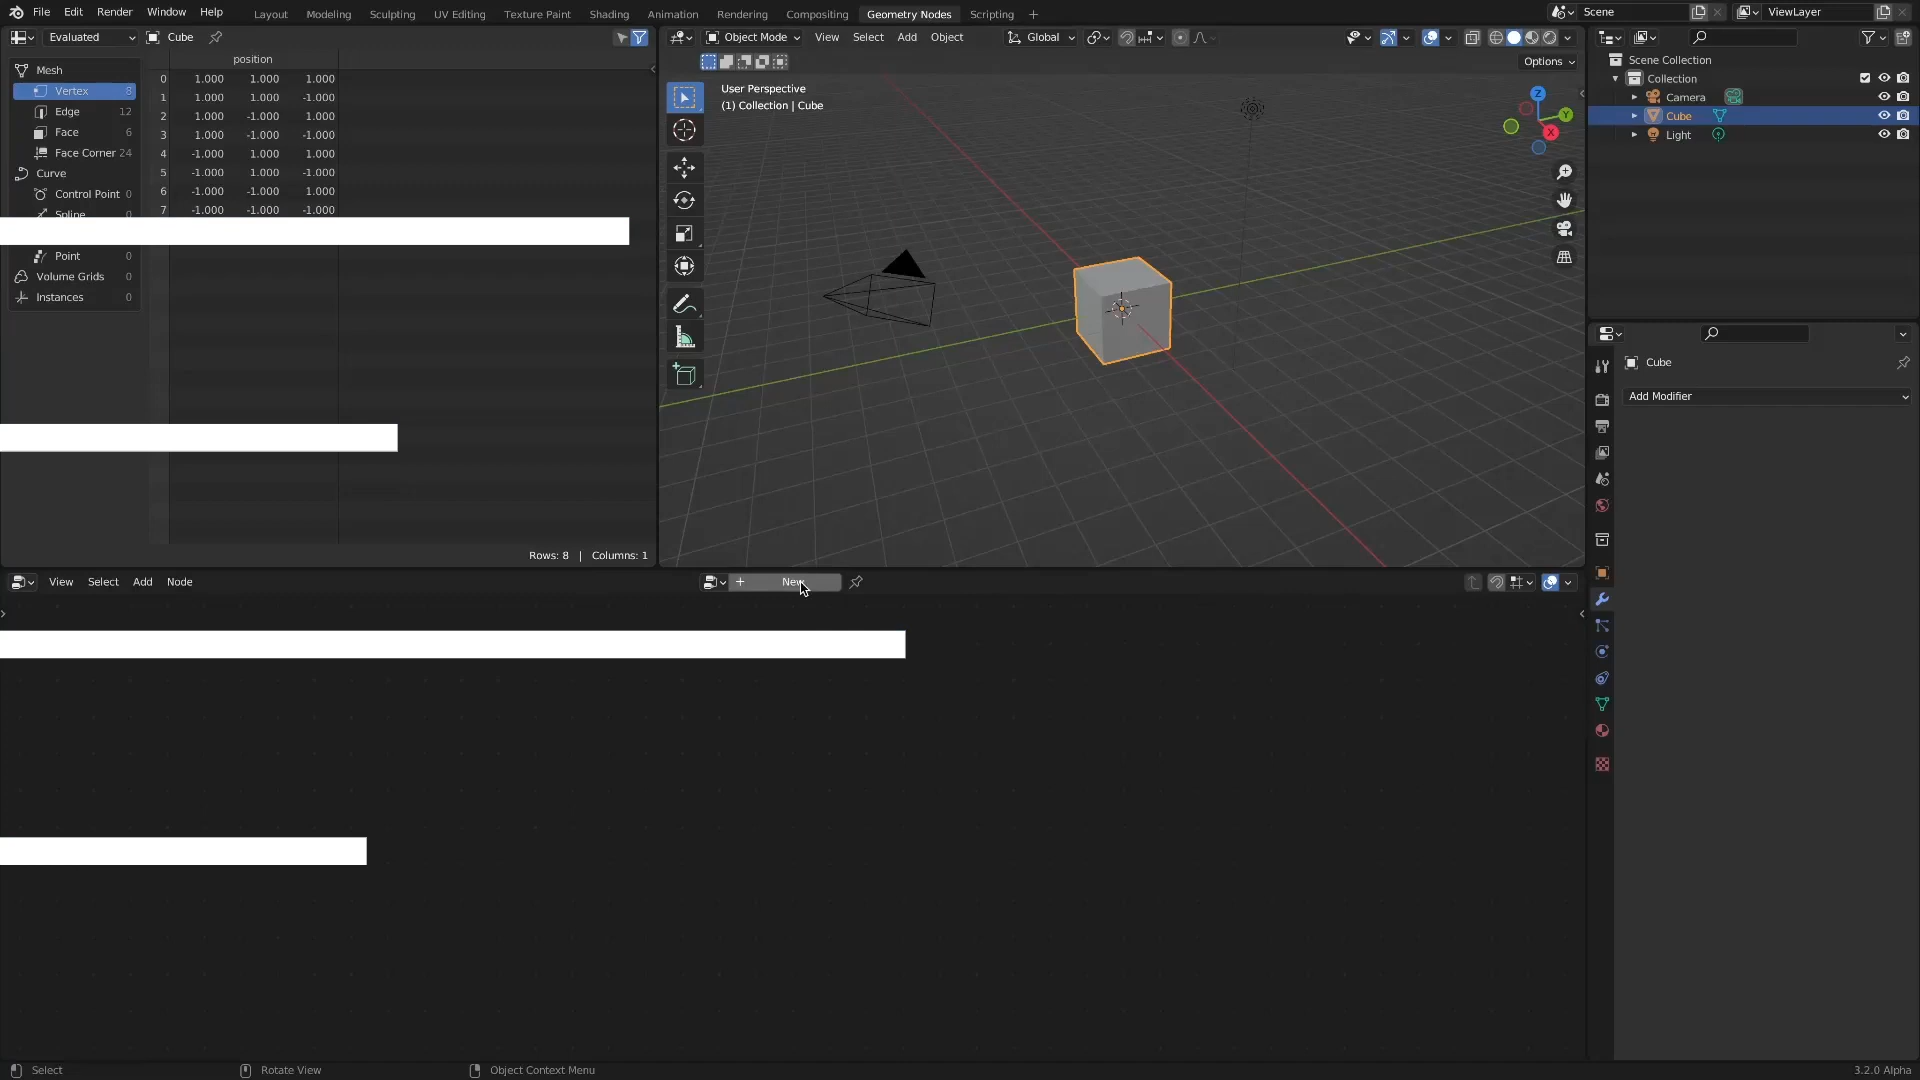 File Edit Render Window Help Layout Modeling Sculpting UV Editing Texture Paint Shading Animation Rendering Compositing Geometry Nodes Scripting + Scene ViewLayer
Evaluated Cube
Object Mode View Select Add Object Global
Options
position
Mesh
Vertex 8
Edge 12
Face 6
Face Corner 24
Curve
Control Point 0
Spline 0
Point 0
Volume Grids 0
Instances 0
0 1.000 1.000 1.000
1 1.000 1.000 -1.000
2 1.000 -1.000 1.000
3 1.000 -1.000 -1.000
4 -1.000 1.000 1.000
5 -1.000 1.000 -1.000
6 -1.000 -1.000 1.000
7 -1.000 -1.000 -1.000
Rows: 8 | Columns: 1
User Perspective
(1) Collection | Cube
Z
Y
X
Scene Collection
Collection
Camera
Cube
Light
Cube
Add Modifier
View Select Add Node + New
Select Rotate View Object Context Menu 3.2.0 Alpha